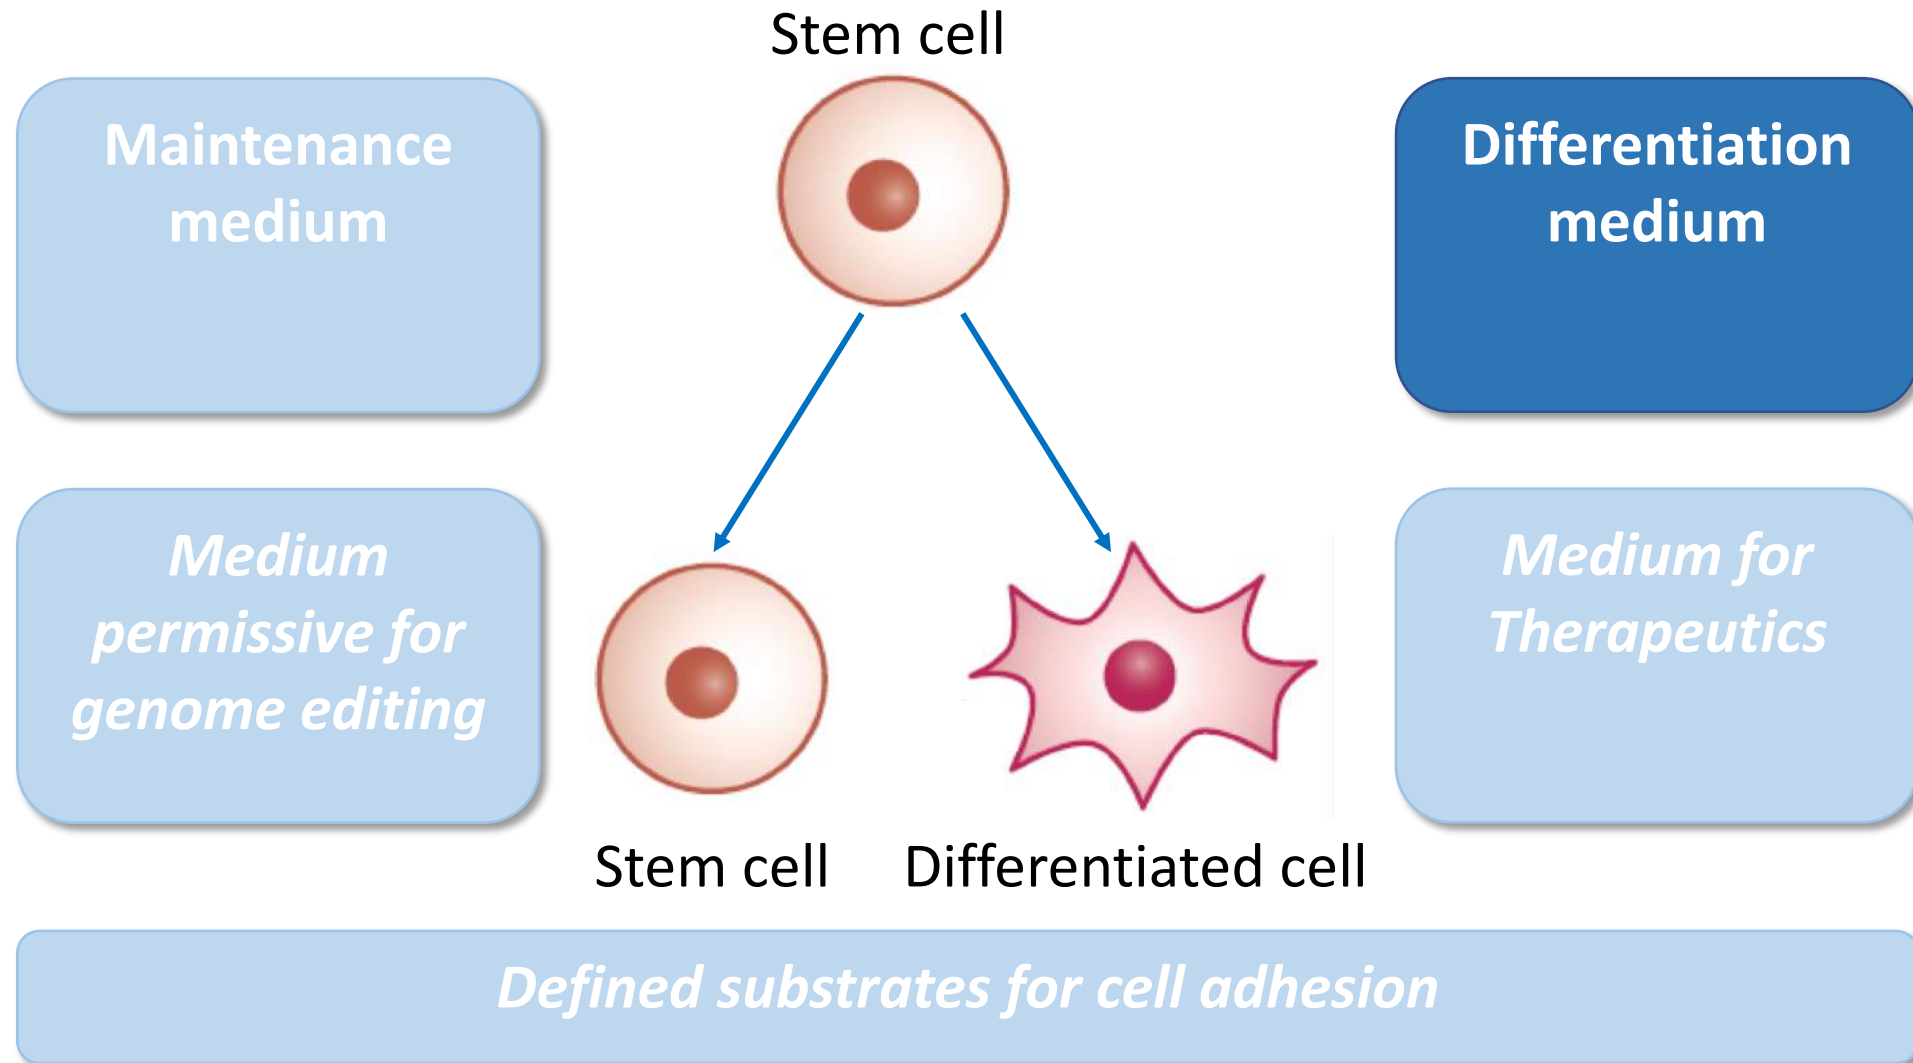 Stem cell
Maintenance
medium
Differentiation
medium
Medium
permissive for
genome editing
Medium for
Therapeutics
Stem cell
Differentiated cell
Defined substrates for cell adhesion